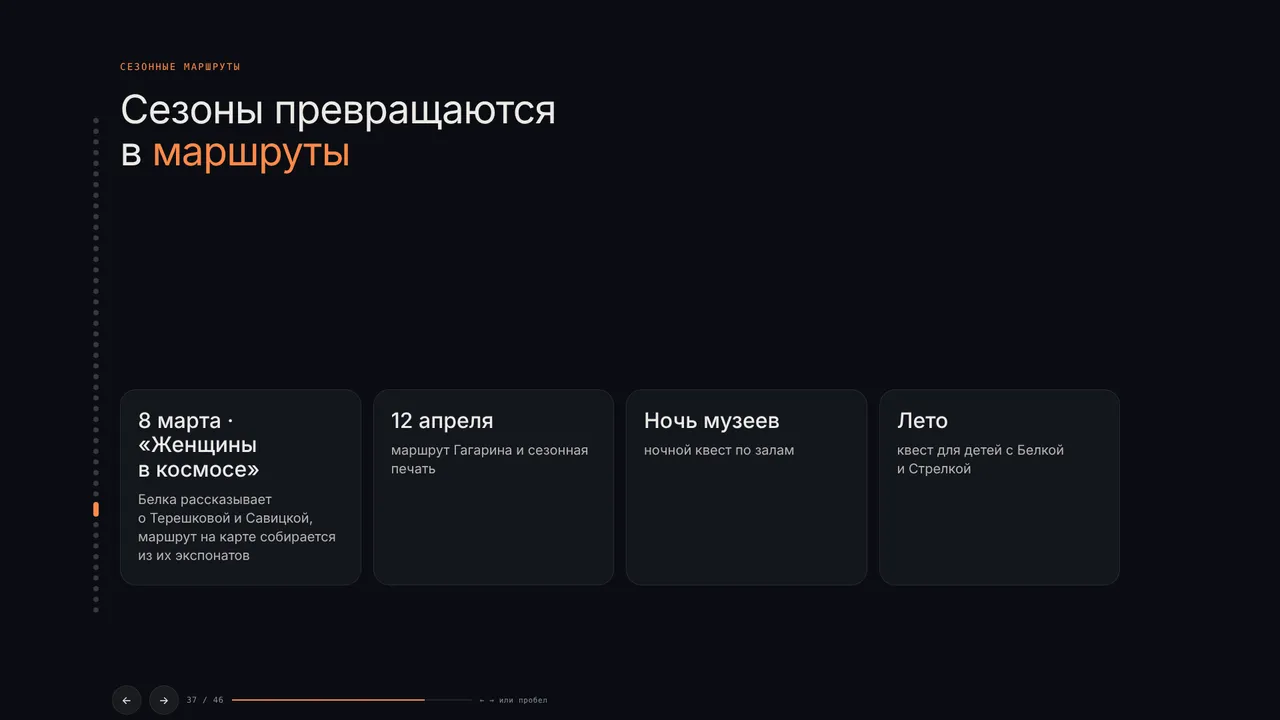 СЕЗОННЫЕ МАРШРУТЫ
Сезоны превращаются
в маршруты
8 марта ·
«Женщины
в космосе»
Белка рассказывает
о Терешковой и Савицкой,
маршрут на карте собирается
из их экспонатов
12 апреля
маршрут Гагарина и сезонная
печать
Ночь музеев
ночной квест по залам
Лето
квест для детей с Белкой
и Стрелкой
← → 37 / 46 ← → или пробел